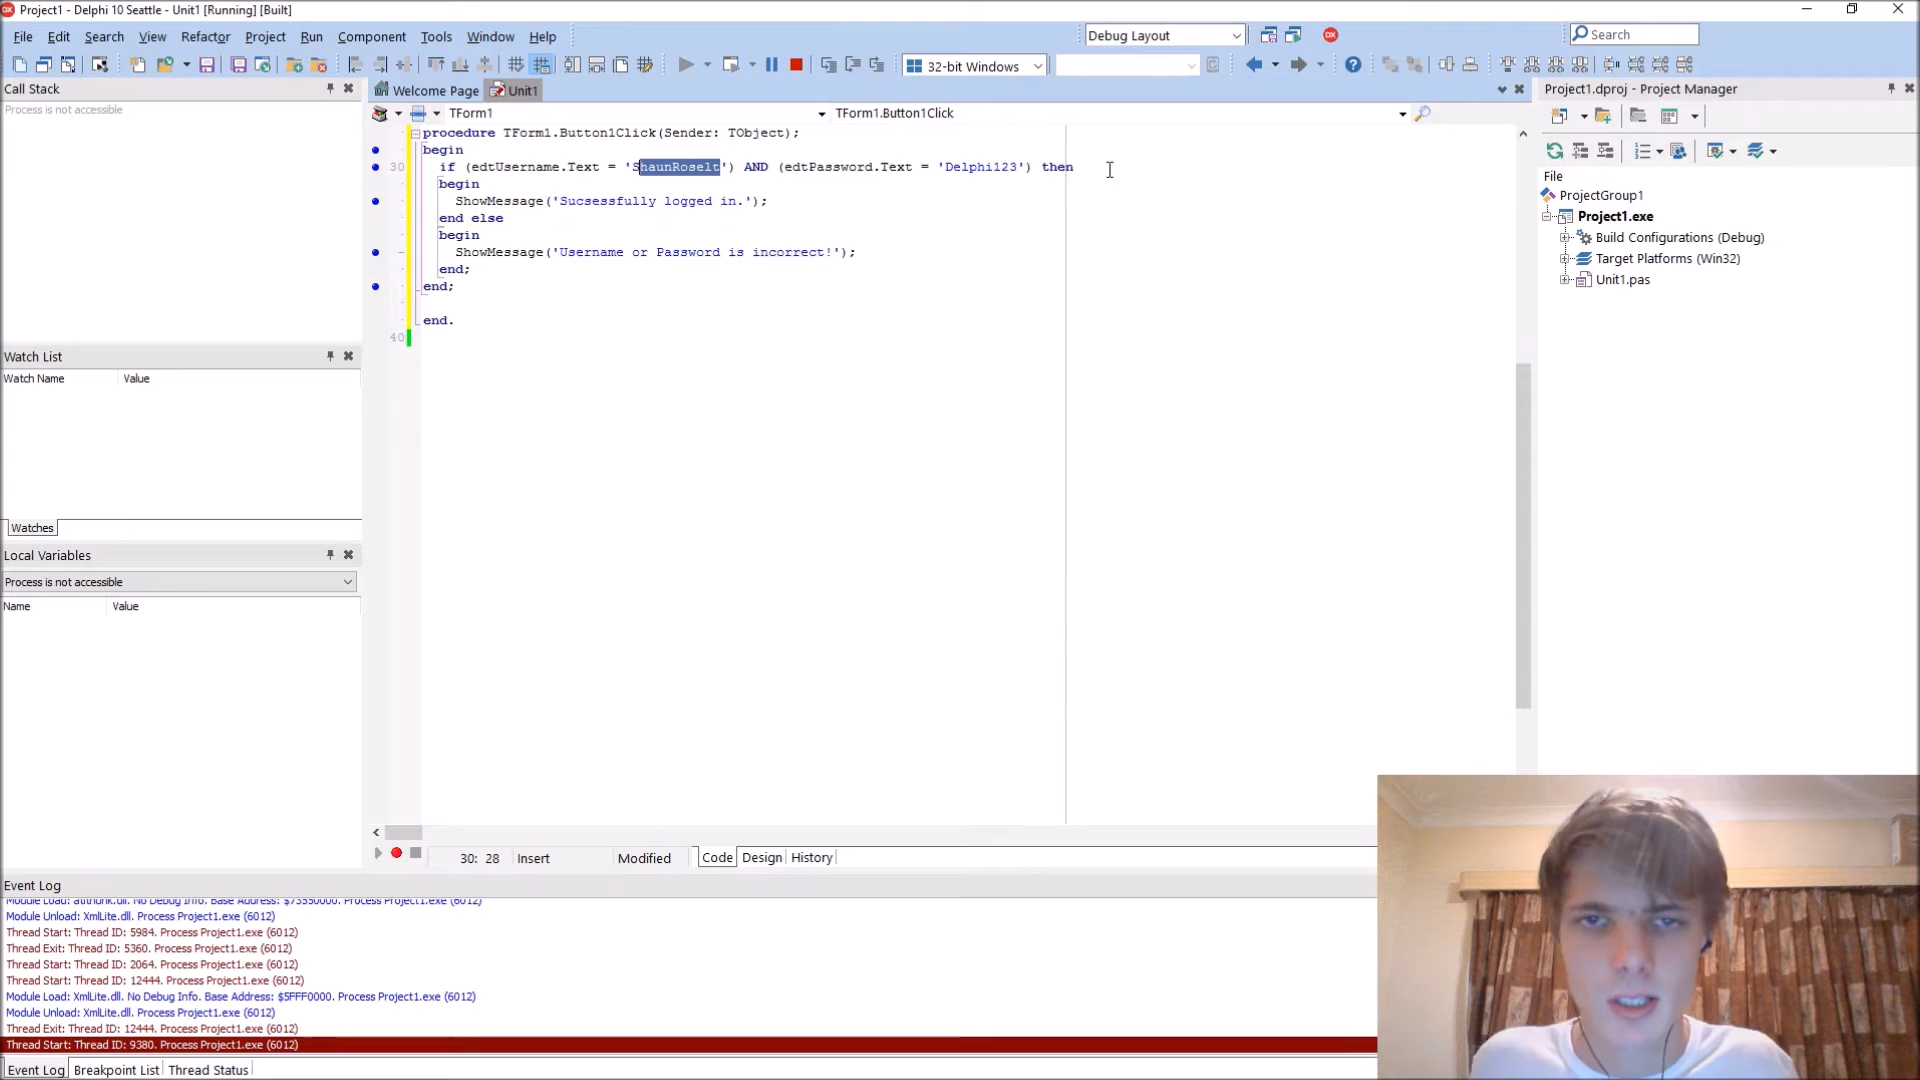 Project1 - Delphi 10 Seattle - Unit1 [Running] [Built]
File Edit Search View Refactor Project Run Component Tools Window Help
Debug Layout
Search
32-bit Windows
Call Stack
Process is not accessible
Welcome Page
Unit1
TForm1
TForm1.Button1Click
procedure TForm1.Button1Click(Sender: TObject);
begin
30 if (edtUsername.Text = 'ShaunRoselt') AND (edtPassword.Text = 'Delphi123') then
begin
ShowMessage('Sucsessfully logged in.');
end else
begin
ShowMessage('Username or Password is incorrect!');
end;
end;
end.
40
Watch List
Watch Name Value
Watches
Local Variables
Process is not accessible
Name Value
Project1.dproj - Project Manager
File
ProjectGroup1
Project1.exe
Build Configurations (Debug)
Target Platforms (Win32)
Unit1.pas
30: 28 Insert Modified Code Design History
Event Log
Module Load: . No Debug Info. Base Address: $73550000. Process Project1.exe (6012)
Module Unload: XmlLite.dll. Process Project1.exe (6012)
Thread Start: Thread ID: 5984. Process Project1.exe (6012)
Thread Exit: Thread ID: 5360. Process Project1.exe (6012)
Thread Start: Thread ID: 2064. Process Project1.exe (6012)
Thread Start: Thread ID: 12444. Process Project1.exe (6012)
Module Load: XmlLite.dll. No Debug Info. Base Address: $5FFF0000. Process Project1.exe (6012)
Module Unload: XmlLite.dll. Process Project1.exe (6012)
Thread Exit: Thread ID: 12444. Process Project1.exe (6012)
Thread Start: Thread ID: 9380. Process Project1.exe (6012)
Event Log Breakpoint List Thread Status